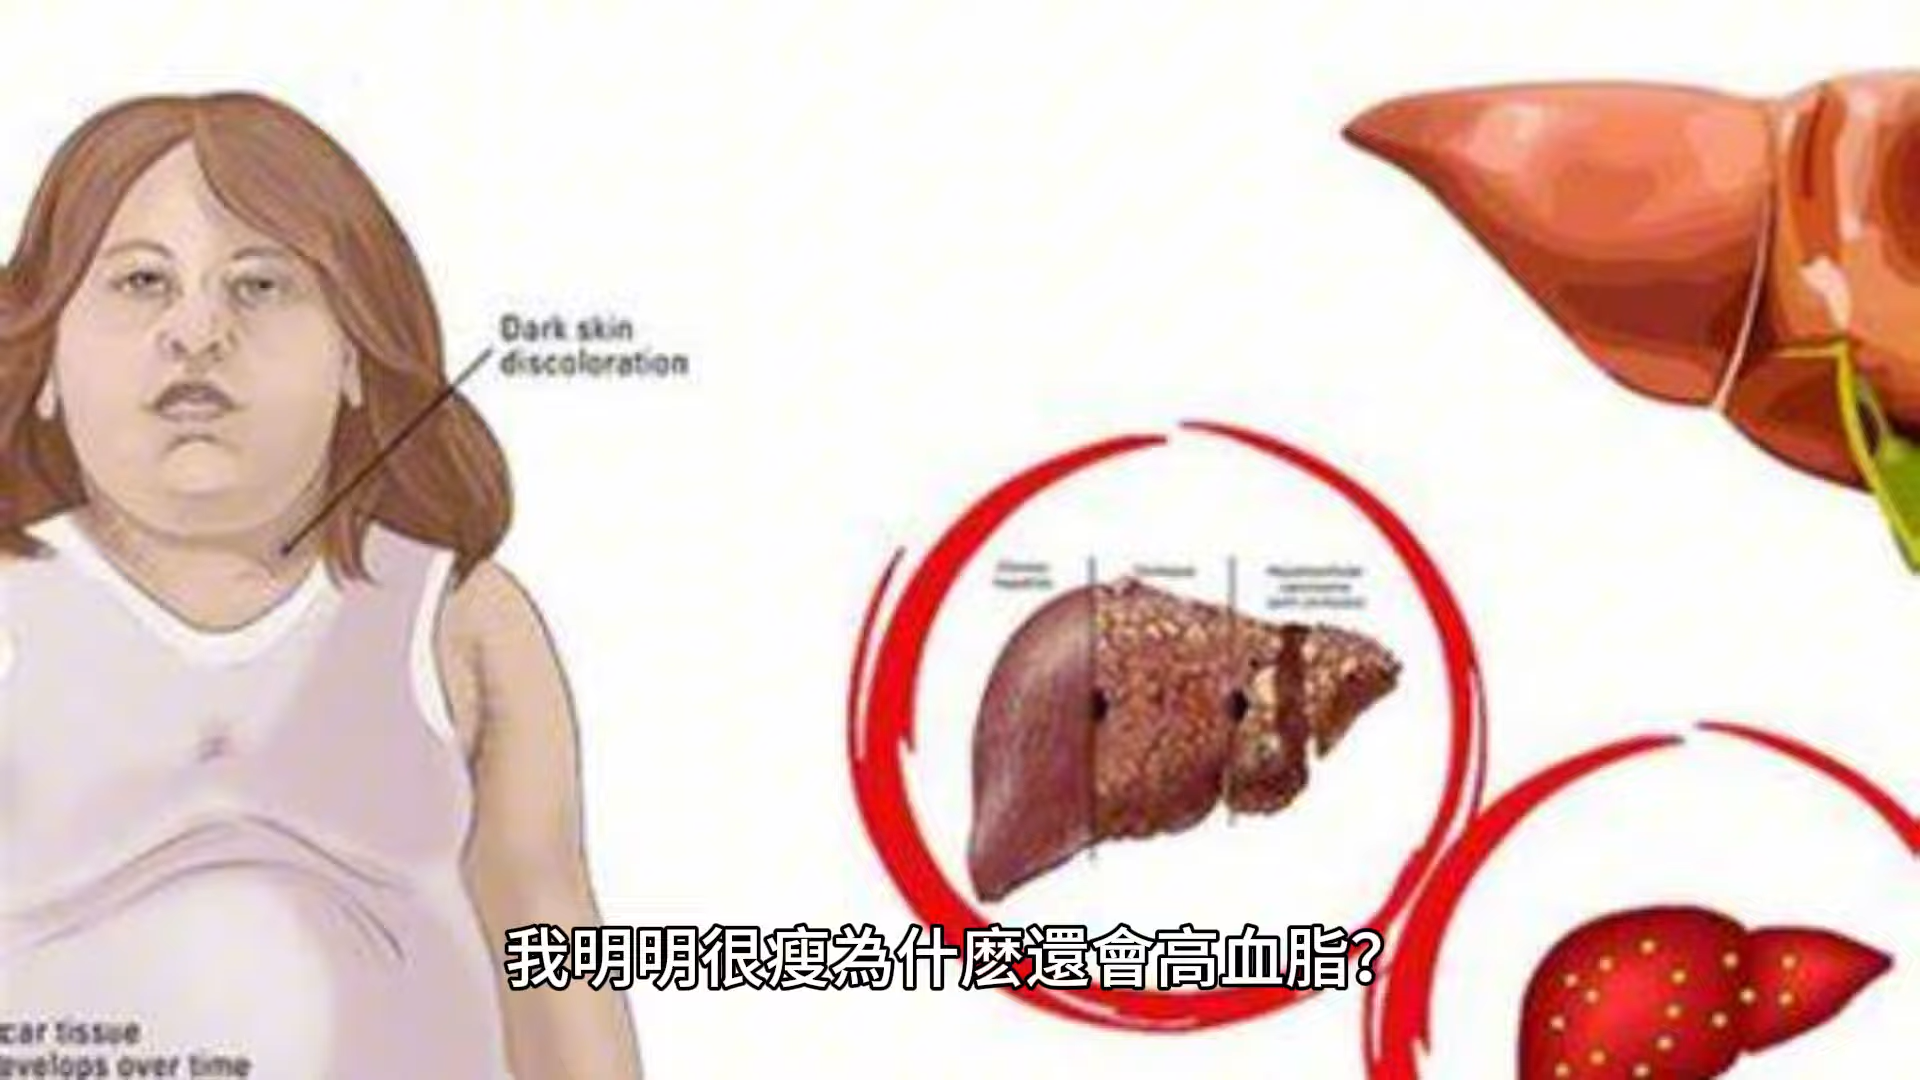 Dark skin
discoloration
我明明很瘦為什麽還會高血脂？
car tissue
evelops over time